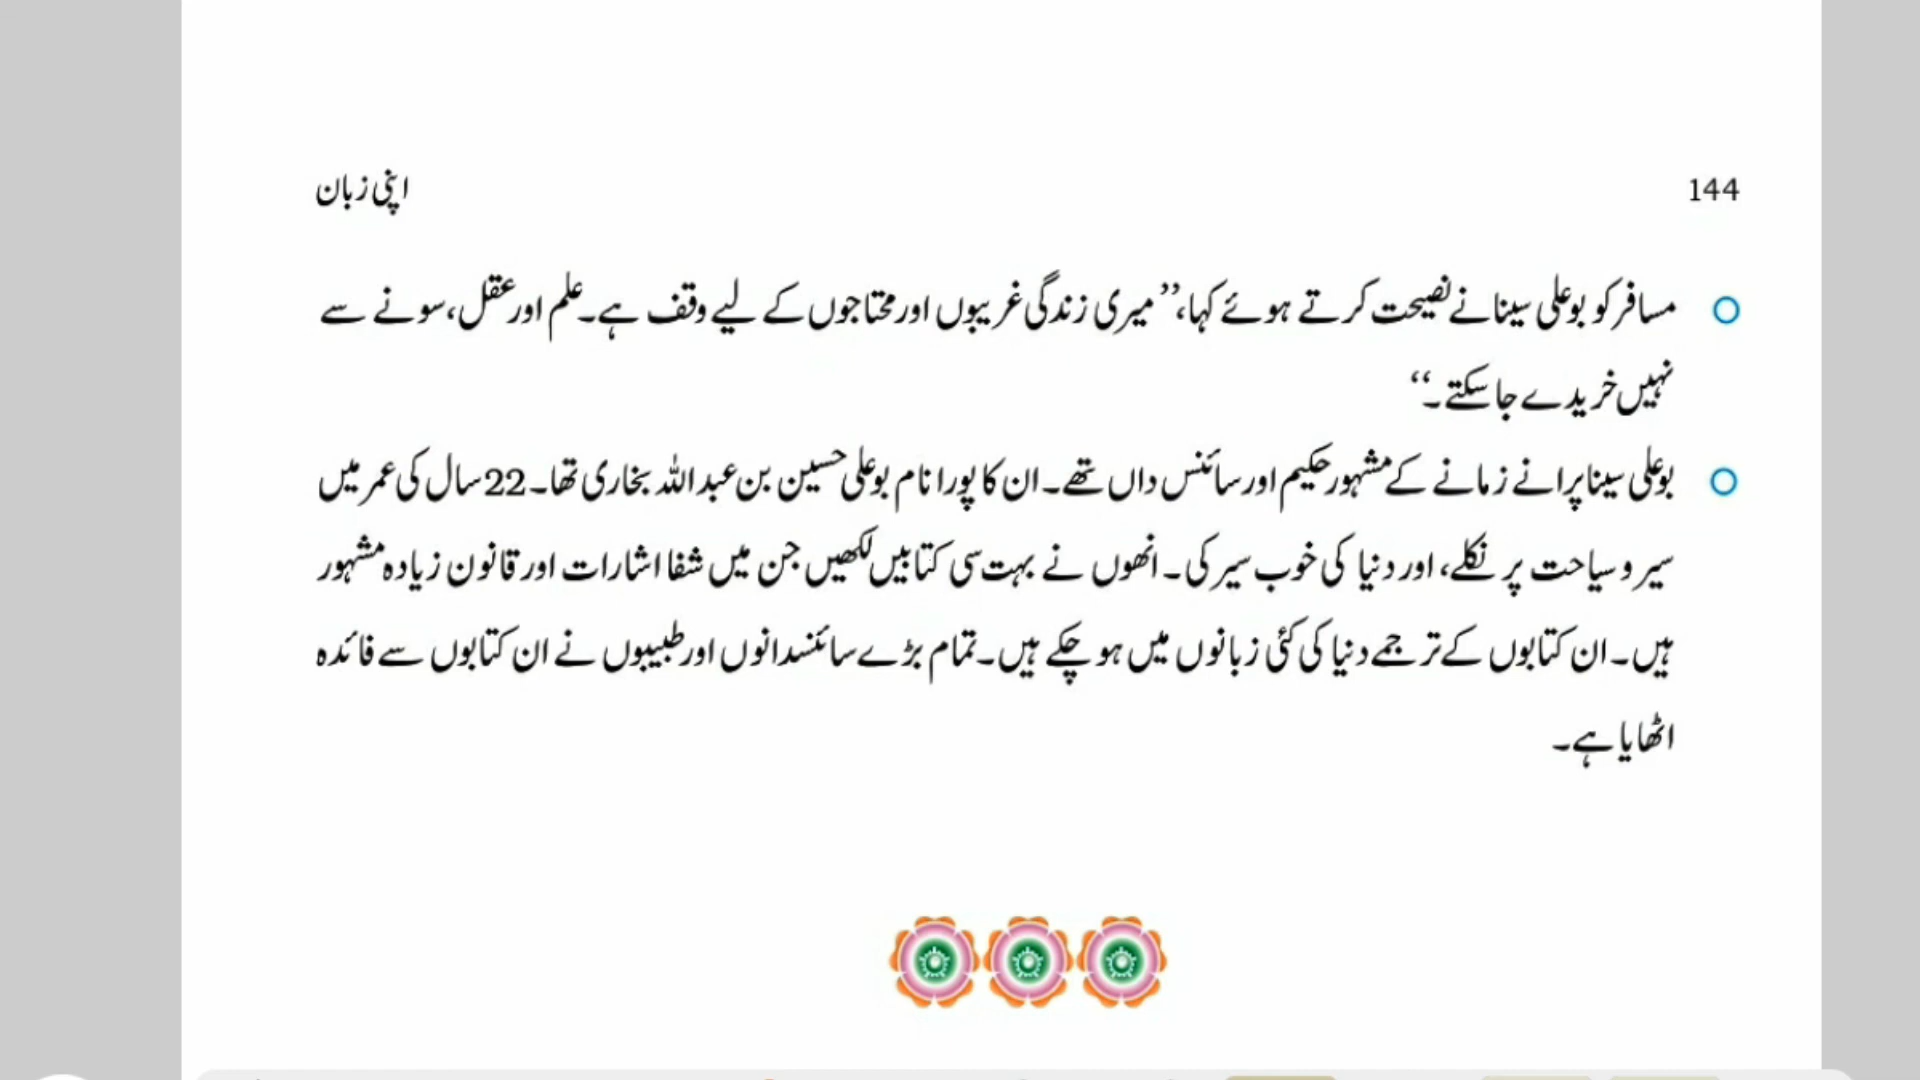 144
اپنی زبان
مسافر کو بوعلی سینا نے نصیحت کرتے ہوئے کہا، ’’میری زندگی غریبوں اور محتاجوں کے لیے وقف ہے۔ علم اور عقل، سونے سے
نہیں خریدے جاسکتے۔‘‘
بوعلی سینا پرانے زمانے کے مشہور حکیم اور سائنس داں تھے۔ ان کا پورا نام بوعلی حسین بن عبد اللہ بخاری تھا۔ 22 سال کی عمر میں
سیر و سیاحت پر نکلے، اور دنیا کی خوب سیر کی۔ انھوں نے بہت سی کتابیں لکھیں جن میں شفا اشارات اور قانون زیادہ مشہور
ہیں۔ ان کتابوں کے ترجمے دنیا کی کئی زبانوں میں ہو چکے ہیں۔ تمام بڑے سائنسدانوں اور طبیبوں نے ان کتابوں سے فائدہ
اٹھایا ہے۔